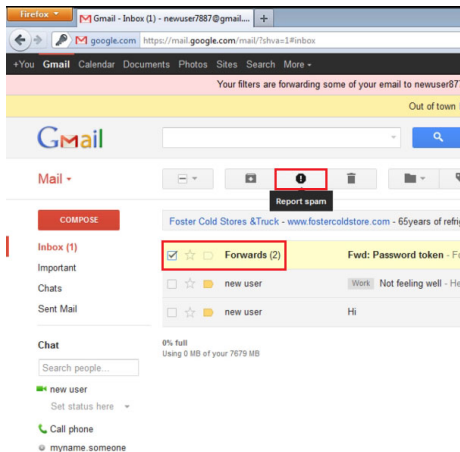 Firefox
Gmail - Inbox (1) - newuser7887@gmail.... +
google.com https://mail.google.com/mail/?shva=1#inbox
+You Gmail Calendar Documents Photos Sites Search More
Your filters are forwarding some of your email to newuser87
Out of town
Gmail
Mail
Report spam
COMPOSE
Foster Cold Stores &Truck - www.fostercoldstore.com - 65years of refrig
Inbox (1)
Forwards (2) Fwd: Password token - Fo
Important
Chats
new user Work Not feeling well - He
Sent Mail
new user Hi
Chat
0% full
Using 0 MB of your 7679 MB
Search people...
new user
Set status here
Call phone
myname.someone